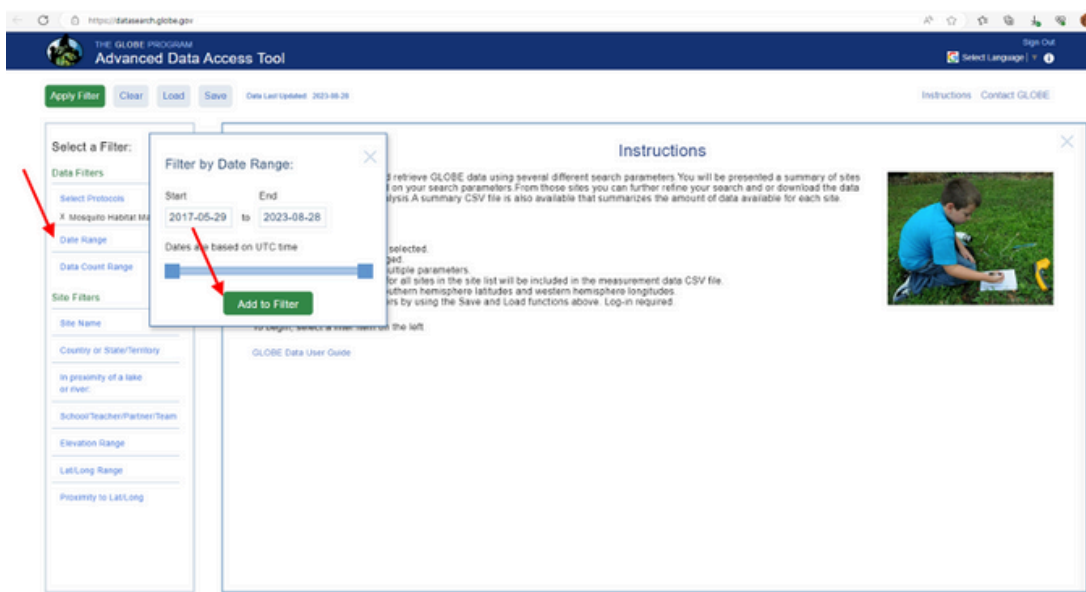 https://datasearch.globe.gov
THE GLOBE PROGRAM
Advanced Data Access Tool
Sign Out
Select Language
Apply Filter
Clear
Load
Save
Data Last Updated: 2023-08-28
Instructions
Contact GLOBE
Select a Filter:
Data Filters
Select Protocols
X Mosquito Habitat Ma
Date Range
Data Count Range
Site Filters
Site Name
Country or State/Territory
In proximity of a lake
or river:
School/Teacher/Partner/Team
Elevation Range
Lat/Long Range
Proximity to Lat/Long
Filter by Date Range:
Start
End
2017-05-29 to 2023-08-28
Dates are based on UTC time
Add to Filter
Instructions
retrieve GLOBE data using several different search parameters.You will be presented a summary of sites
on your search parameters.From those sites you can further refine your search and or download the data
lysis.A summary CSV file is also available that summarizes the amount of data available for each site.
selected.
ged.
ultiple parameters.
for all sites in the site list will be included in the measurement data CSV file.
uthern hemisphere latitudes and western hemisphere longitudes.
rs by using the Save and Load functions above. Log-in required.
To begin, select a filter item on the left
GLOBE Data User Guide